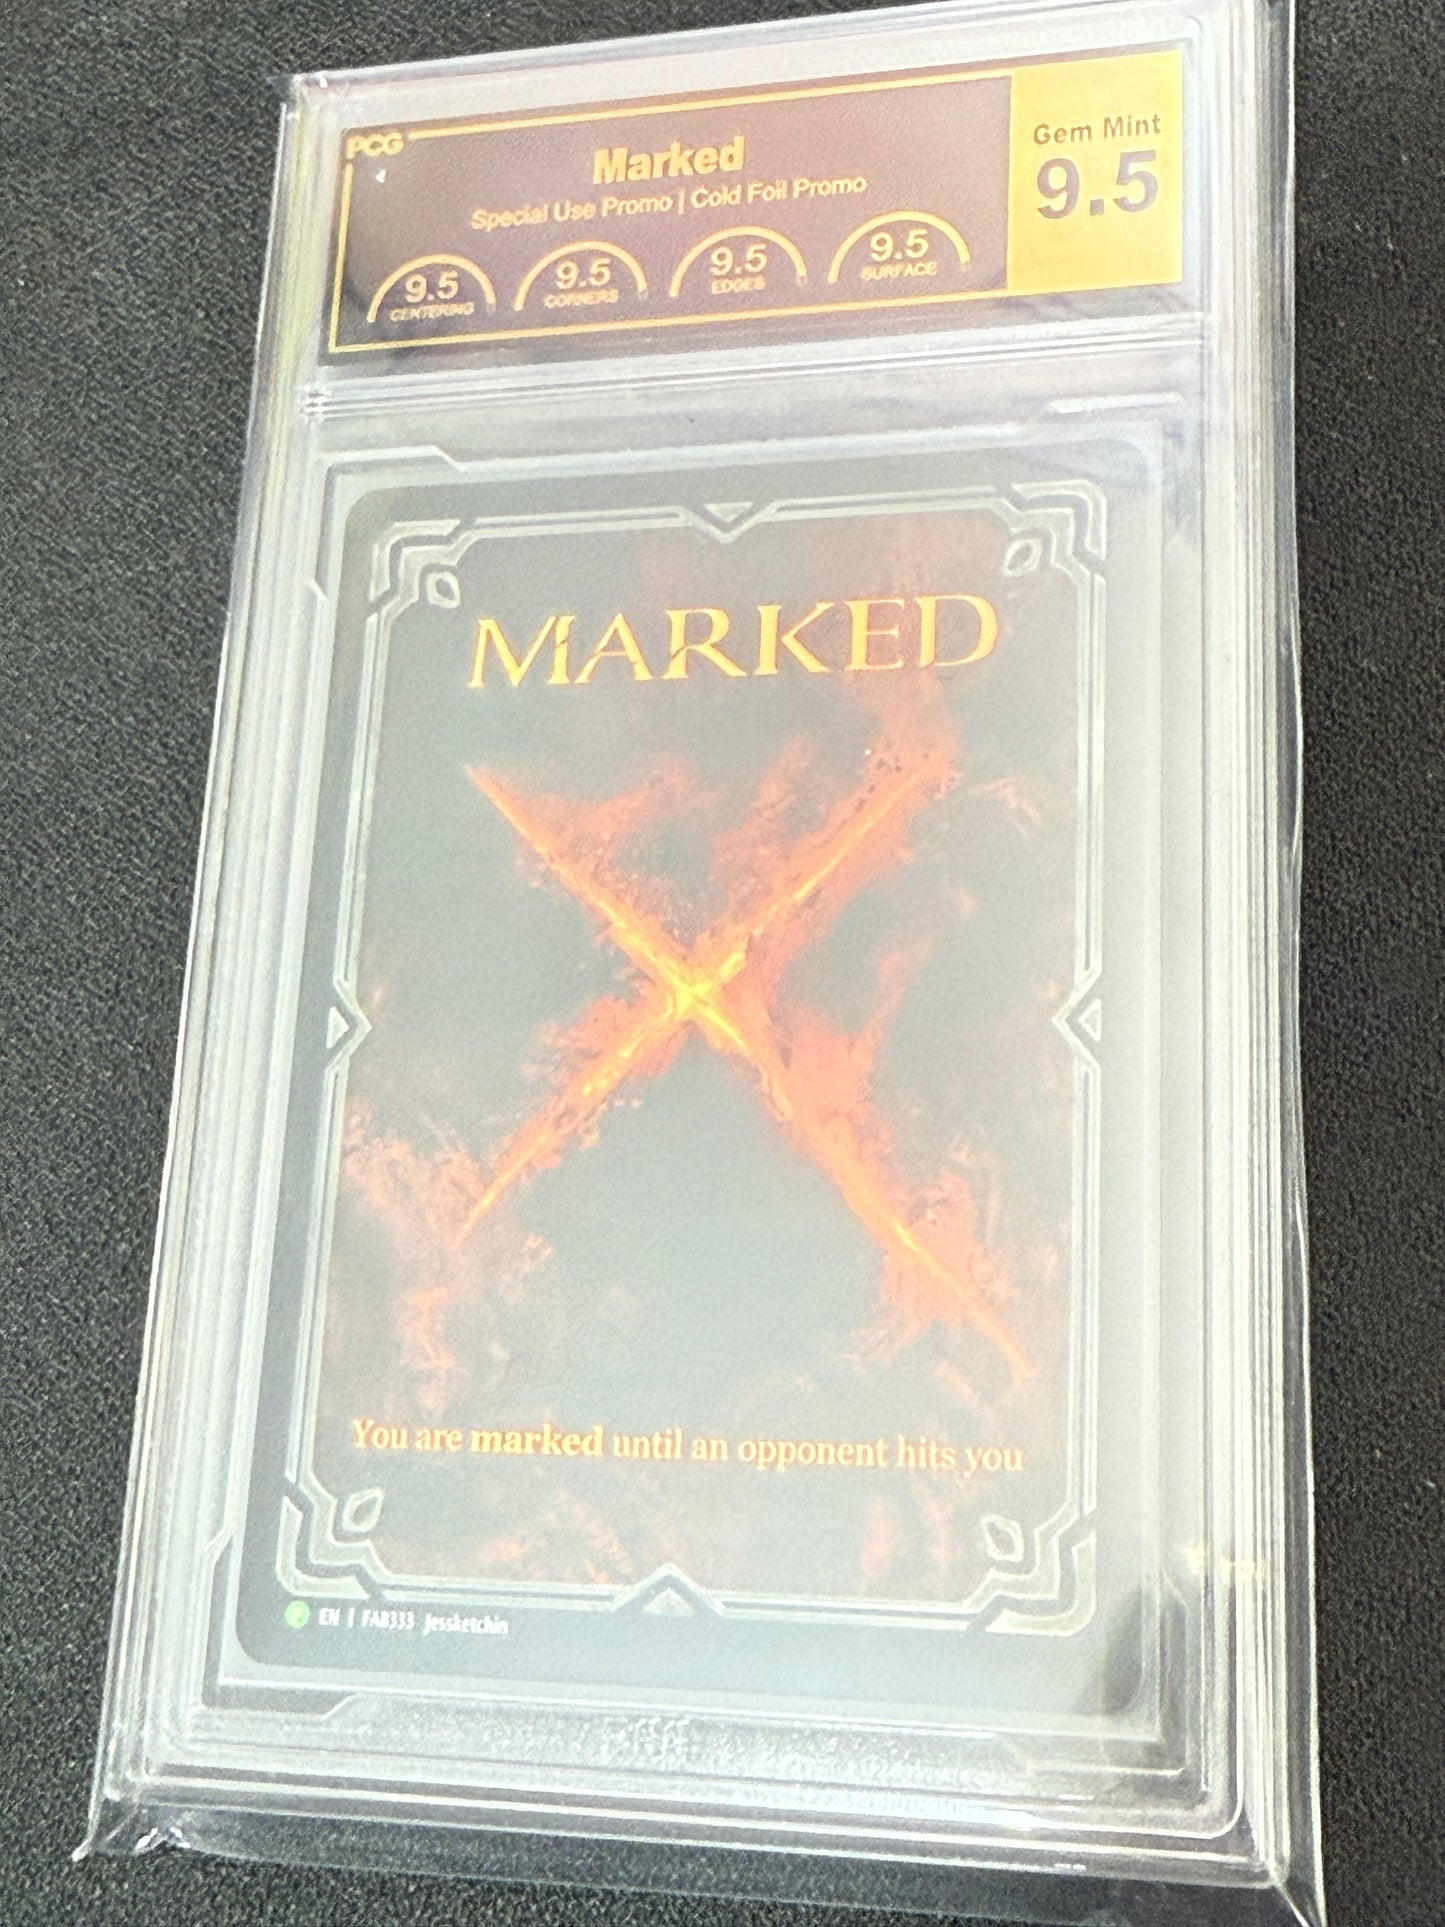 PCG
Marked
Special Use Promo | Cold Foil Promo
Gem Mint
9.5
9.5
CENTERING
9.5
CORNERS
9.5
EDGES
9.5
SURFACE
MARKED
You are marked until an opponent hits you
P EN | FAB333 Jessketchin